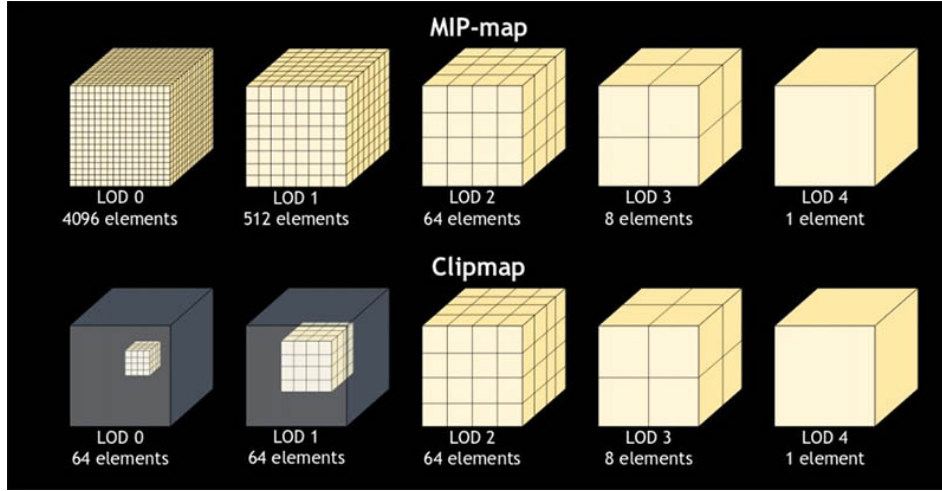 MIP-map
LOD 0
4096 elements
LOD 1
512 elements
LOD 2
64 elements
LOD 3
8 elements
LOD 4
1 element
Clipmap
LOD 0
64 elements
LOD 1
64 elements
LOD 2
64 elements
LOD 3
8 elements
LOD 4
1 element